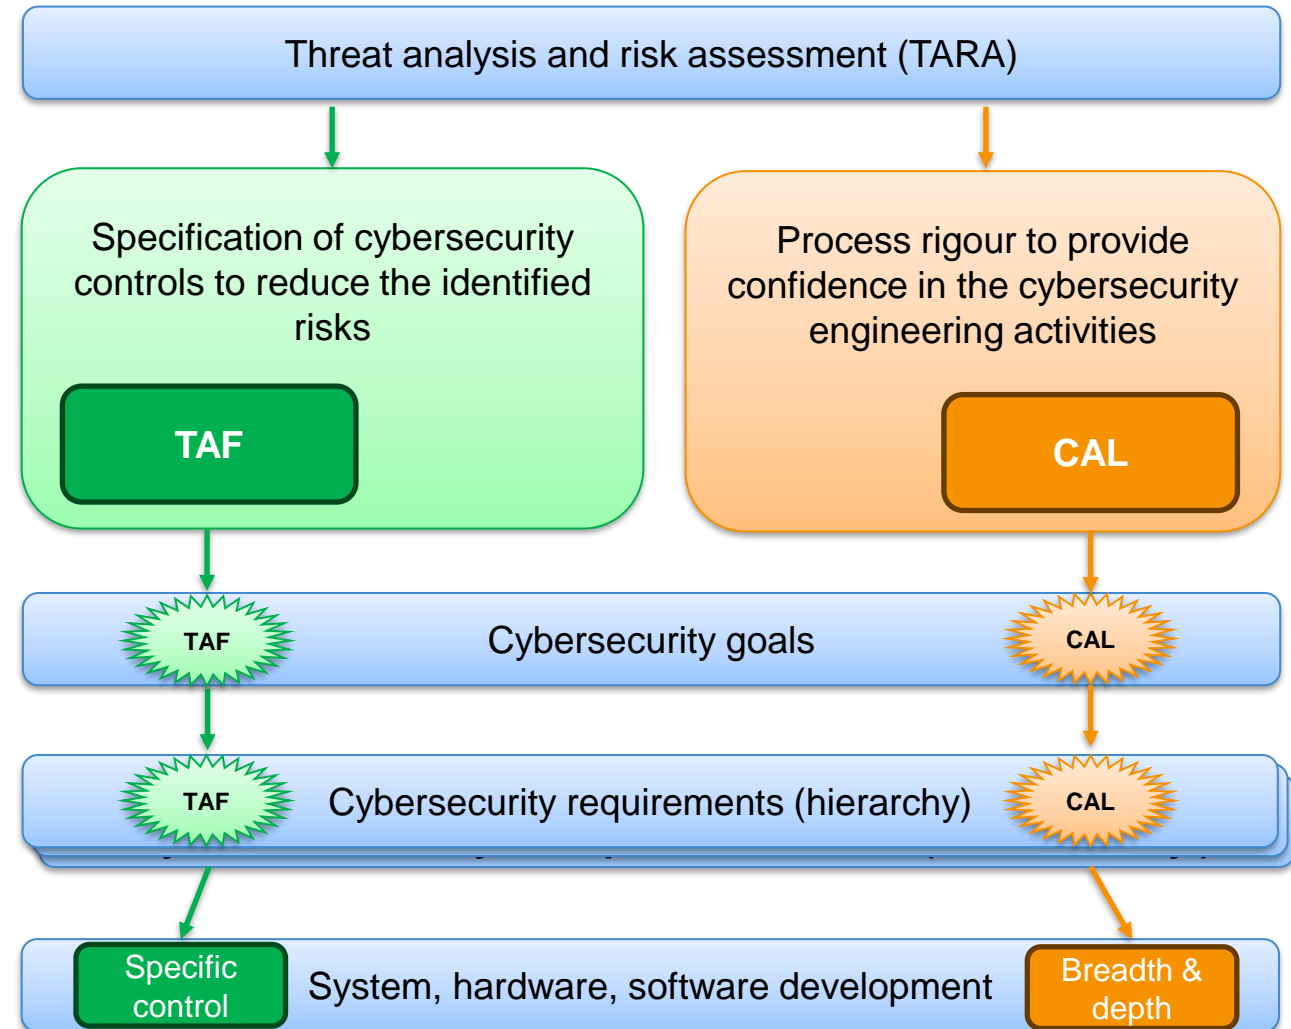 Threat analysis and risk assessment (TARA)
Specification of cybersecurity
controls to reduce the identified
risks
TAF
Process rigour to provide
confidence in the cybersecurity
engineering activities
CAL
TAF
Cybersecurity goals
CAL
TAF
Cybersecurity requirements (hierarchy)
CAL
Specific
control
System, hardware, software development
Breadth &
depth